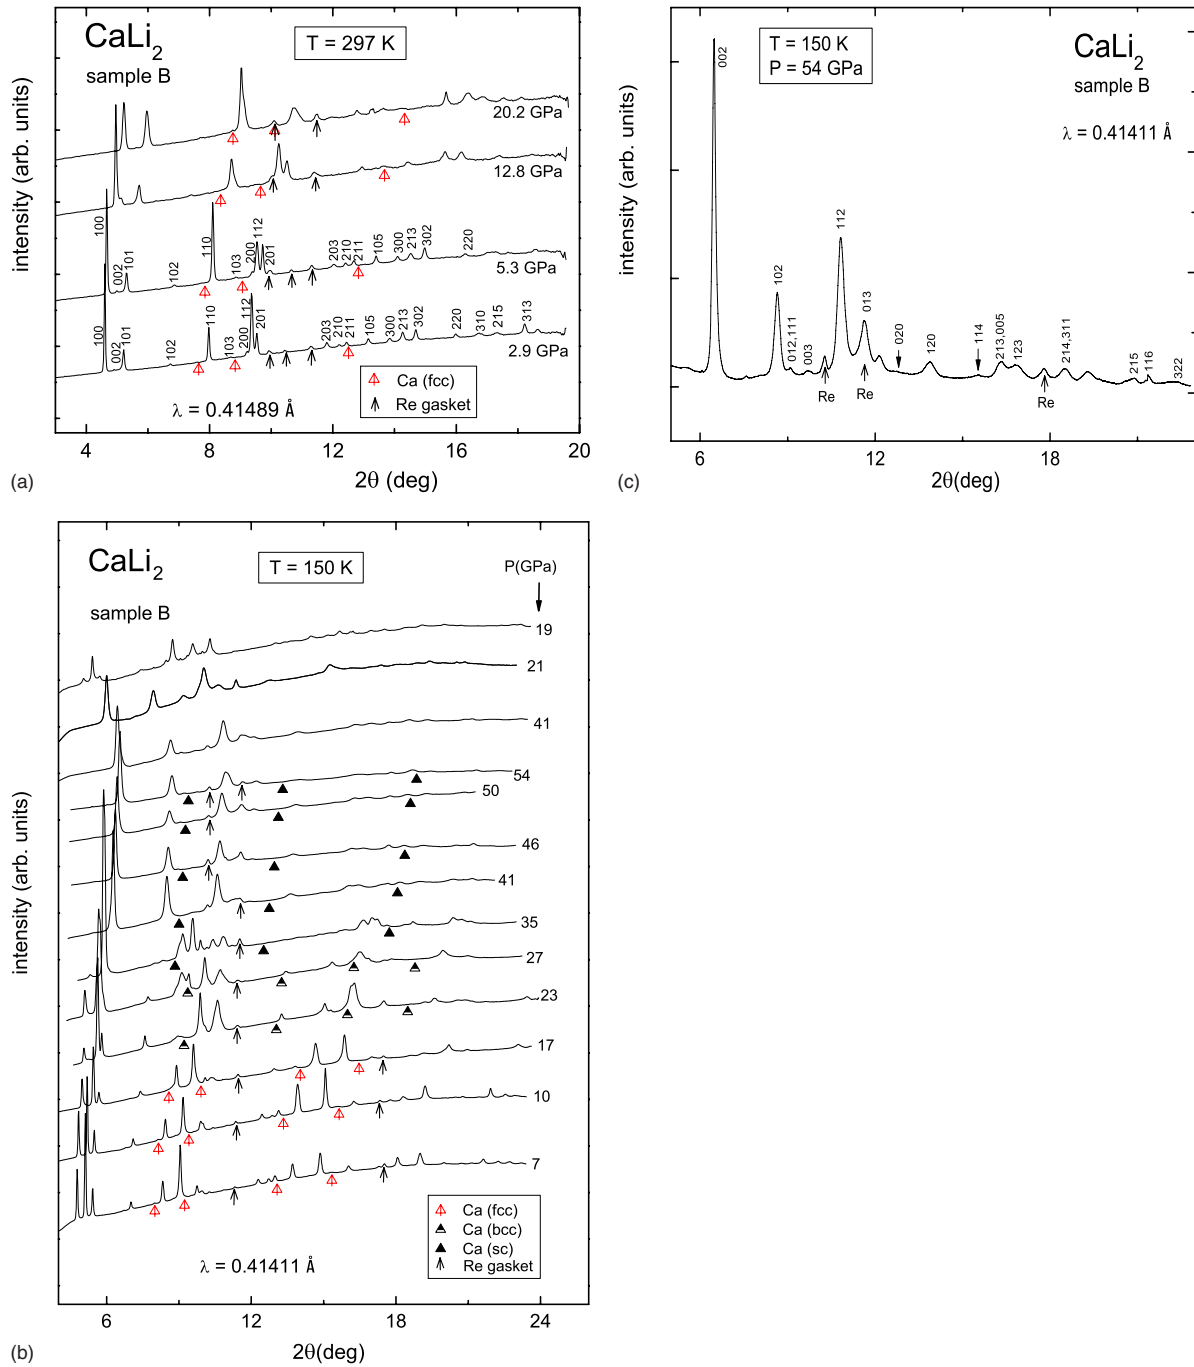 CaLi2
sample B
T = 297 K
intensity (arb. units)
20.2 GPa
12.8 GPa
5.3 GPa
2.9 GPa
100
002
101
102
110
103
200
112
201
203
210
211
105
300
213
302
220
100
002
101
102
110
103
200
112
201
203
210
211
105
300
213
302
220
310
215
313
Ca (fcc)
Re gasket
λ = 0.41489 Å
4 8 12 16 20
2θ (deg)
(a)
T = 150 K
P = 54 GPa
CaLi2
sample B
λ = 0.41411 Å
intensity (arb. units)
002
102
012,111
003
Re
112
013
Re
020
120
114
213,005
123
Re
214,311
215
116
322
6 12 18
2θ(deg)
(c)
CaLi2
sample B
T = 150 K
P(GPa)
intensity (arb. units)
19
21
41
54
50
46
41
35
27
23
17
10
7
Ca (fcc)
Ca (bcc)
Ca (sc)
Re gasket
λ = 0.41411 Å
6 12 18 24
2θ(deg)
(b)